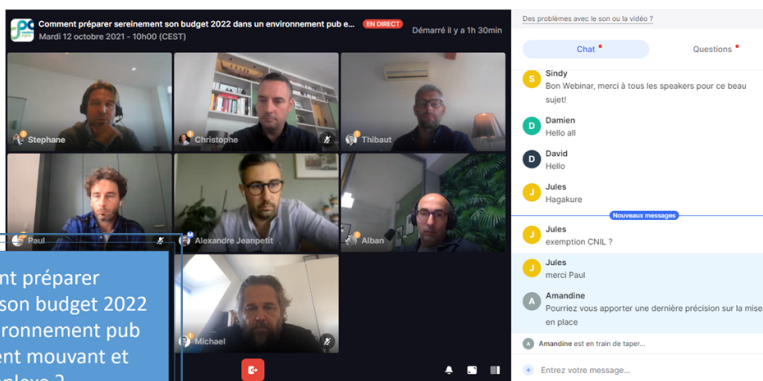 Comment préparer sereinement son budget 2022 dans un environnement pub e...
EN DIRECT
Démarré il y a 1h 30min
Mardi 12 octobre 2021 - 10h00 (CEST)
Stephane
Christophe
Thibaut
Paul
Alexandre Jeanpetit
Alban
Michael
nt préparer
son budget 2022
ironnement pub
ent mouvant et
Des problèmes avec le son ou la vidéo ?
Chat
Questions
S
Sindy
Bon Webinar, merci à tous les speakers pour ce beau
sujet!
D
Damien
Hello all
D
David
Hello
J
Jules
Hagakure
Nouveaux messages
J
Jules
exemption CNIL ?
J
Jules
merci Paul
A
Amandine
Pourriez vous apporter une dernière précision sur la mise
en place
A
Amandine est en train de taper...
Entrez votre message...